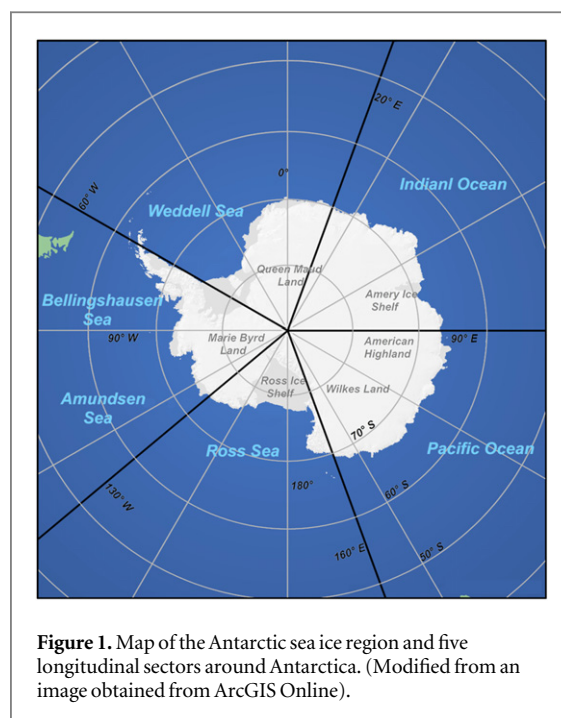 20° E
0°
Indianl Ocean
60° W
Weddell Sea
Queen Maud
Land
Amery Ice
Shelf
Bellingshausen
Sea
90° W
Marie Byrd
Land
American
Highland
90° E
Ross Ice
Shelf
Wilkes Land
Amundsen
Sea
70° S
Ross Sea
Pacific Ocean
130° W
180°
60° S
160° E
50° S
Figure 1. Map of the Antarctic sea ice region and five
longitudinal sectors around Antarctica. (Modified from an
image obtained from ArcGIS Online).